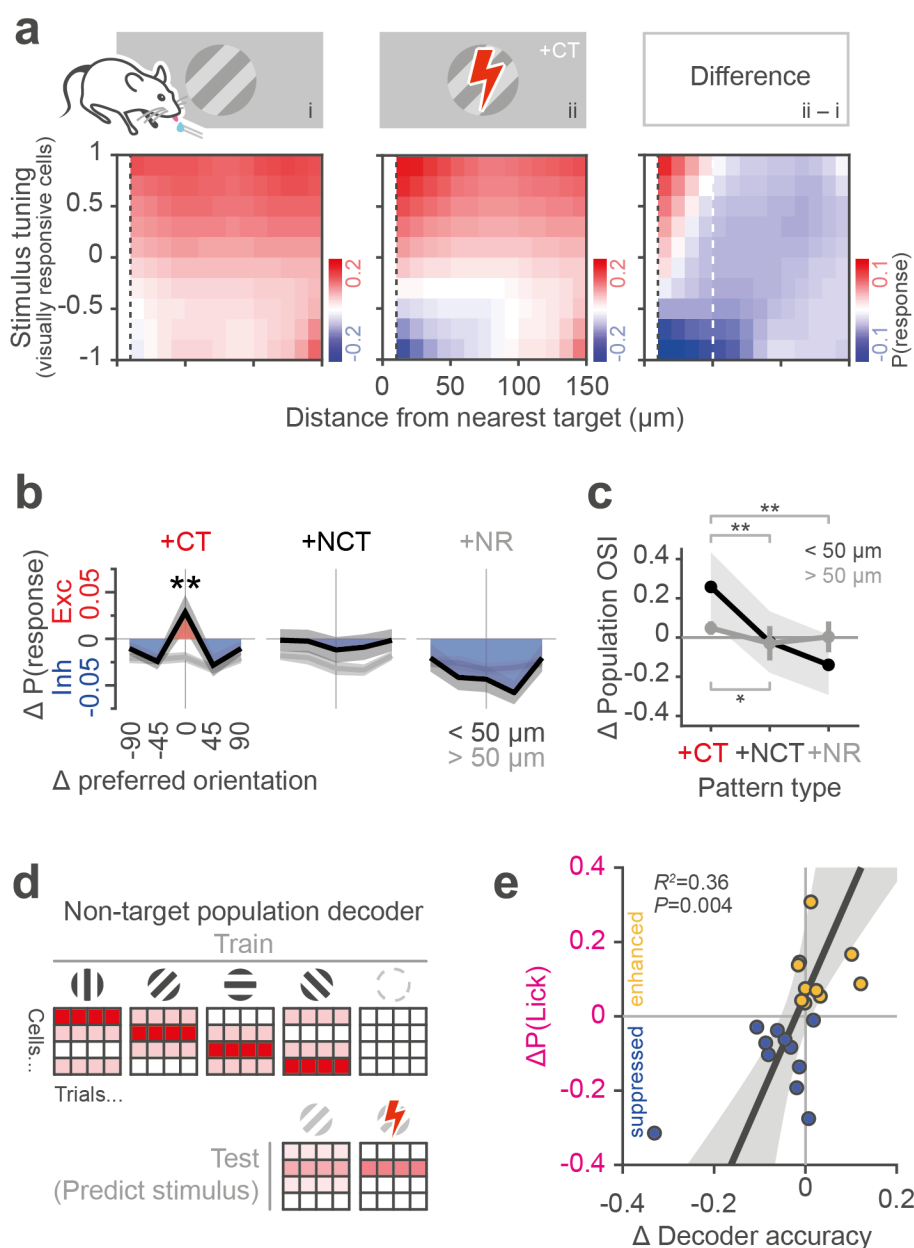 a
+CT
Difference
i
ii
ii – i
Stimulus tuning
(visually responsive cells)
1
0.5
0
-0.5
-1
0.2
-0.2
0.2
-0.2
0.1
-0.1
P(response)
0
50
100
150
Distance from nearest target (µm)
b
+CT
+NCT
+NR
Δ P(response)
Inh
Exc
0.05
0
-0.05
**
-90
-45
0
45
90
< 50 µm
> 50 µm
Δ preferred orientation
c
**
**
< 50 µm
> 50 µm
Δ Population OSI
0.4
0.2
0
-0.2
-0.4
*
+CT
+NCT
+NR
Pattern type
d
Non-target population decoder
Train
Cells...
Trials...
Test
(Predict stimulus)
e
R²=0.36
P=0.004
ΔP(Lick)
enhanced
suppressed
0.4
0.2
0
-0.2
-0.4
-0.4
-0.2
0
0.2
Δ Decoder accuracy